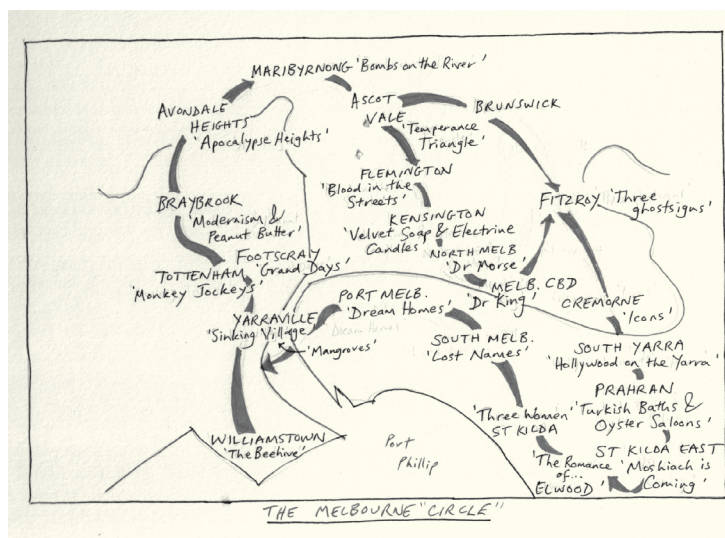 MARIBYRNONG 'Bombs on the River'
AVONDALE
HEIGHTS
'Apocalypse Heights'
ASCOT
VALE
'Temperance
Triangle'
BRUNSWICK
FLEMINGTON
'Blood in the
Streets'
FITZROY 'Three
ghostsigns'
BRAYBROOK
'Modernism &
Peanut Butter'
KENSINGTON
'Velvet Soap & Electrine
Candles'
NORTH MELB
'Dr Morse'
FOOTSCRAY
'Grand Days'
TOTTENHAM
'Monkey Jockeys'
MELB. CBD
'Dr King'
CREMORNE
'Icons'
PORT MELB.
'Dream Homes'
Dream Homes
YARRAVILLE
'Sinking Village'
'Mangroves'
SOUTH MELB.
'Lost Names'
SOUTH YARRA
'Hollywood on the Yarra'
PRAHRAN
'Turkish Baths &
Oyster Saloons'
'Three Women'
ST KILDA
WILLIAMSTOWN
'The Beehive'
Port
Phillip
ST KILDA EAST
'Moshiach is
Coming'
'The Romance
of...
ELWOOD'
THE MELBOURNE "CIRCLE"